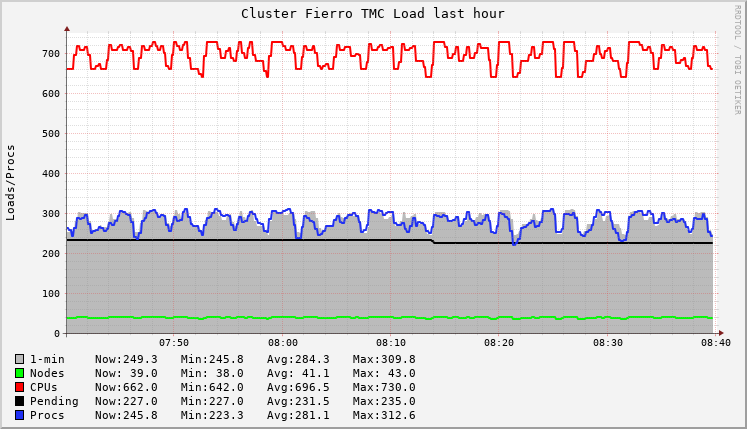 Cluster Fierro TMC Load last hour
RRDTOOL / TOBI OETIKER
Loads/Procs
700
600
500
400
300
200
100
0
07:50 08:00 08:10 08:20 08:30 08:40
1-min Now:249.3 Min:245.8 Avg:284.3 Max:309.8
Nodes Now: 39.0 Min: 38.0 Avg: 41.1 Max: 43.0
CPUs Now:662.0 Min:642.0 Avg:696.5 Max:730.0
Pending Now:227.0 Min:227.0 Avg:231.5 Max:235.0
Procs Now:245.8 Min:223.3 Avg:281.1 Max:312.6